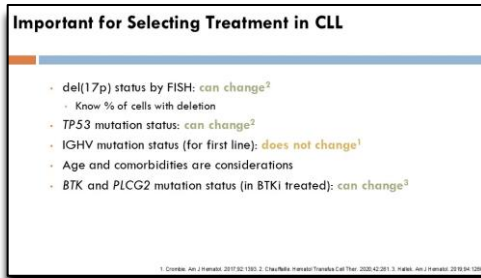 Important for Selecting Treatment in CLL
· del(17p) status by FISH: can change²
· Know % of cells with deletion
· TP53 mutation status: can change²
· IGHV mutation status (for first line): does not change¹
· Age and comorbidities are considerations
· BTK and PLCG2 mutation status (in BTKi treated): can change³
1. Crombie. Am J Hematol. 2017;92:1393. 2. Chauffaille. Hematol Transfus Cell Ther. 2020;42:261. 3. Hallek. Am J Hematol. 2019;94:1266